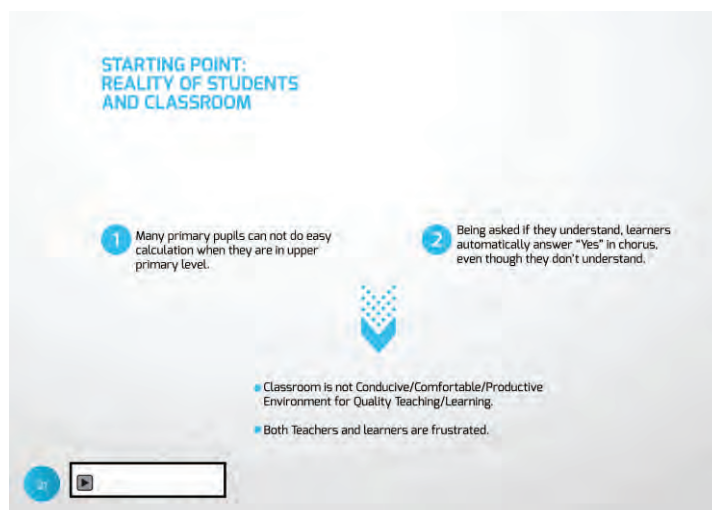 STARTING POINT:
REALITY OF STUDENTS
AND CLASSROOM
1
Many primary pupils can not do easy
calculation when they are in upper
primary level.
2
Being asked if they understand, learners
automatically answer "Yes" in chorus,
even though they don't understand.
Classroom is not Conducive/Comfortable/Productive
Environment for Quality Teaching/Learning.
Both Teachers and learners are frustrated.